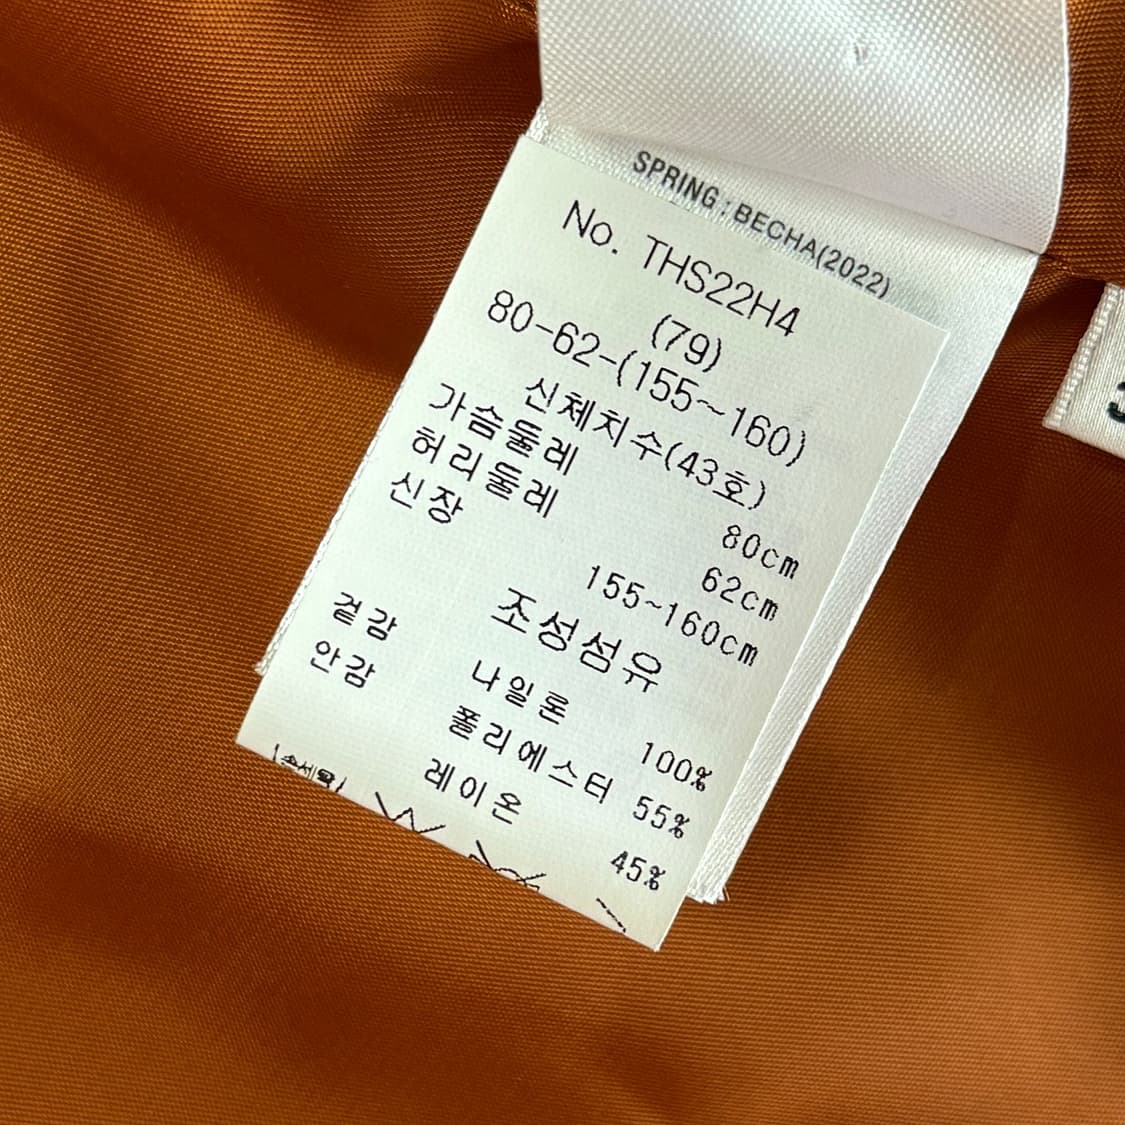 SPRING : BECHA(2022)
No. THS22H4
(79)
80-62-(155~160)
신체치수(43호)
가슴둘레 80cm
허리둘레 62cm
신장 155~160cm
조성섬유
겉감 나일론 100%
안감 폴리에스터 55%
레이온 45%